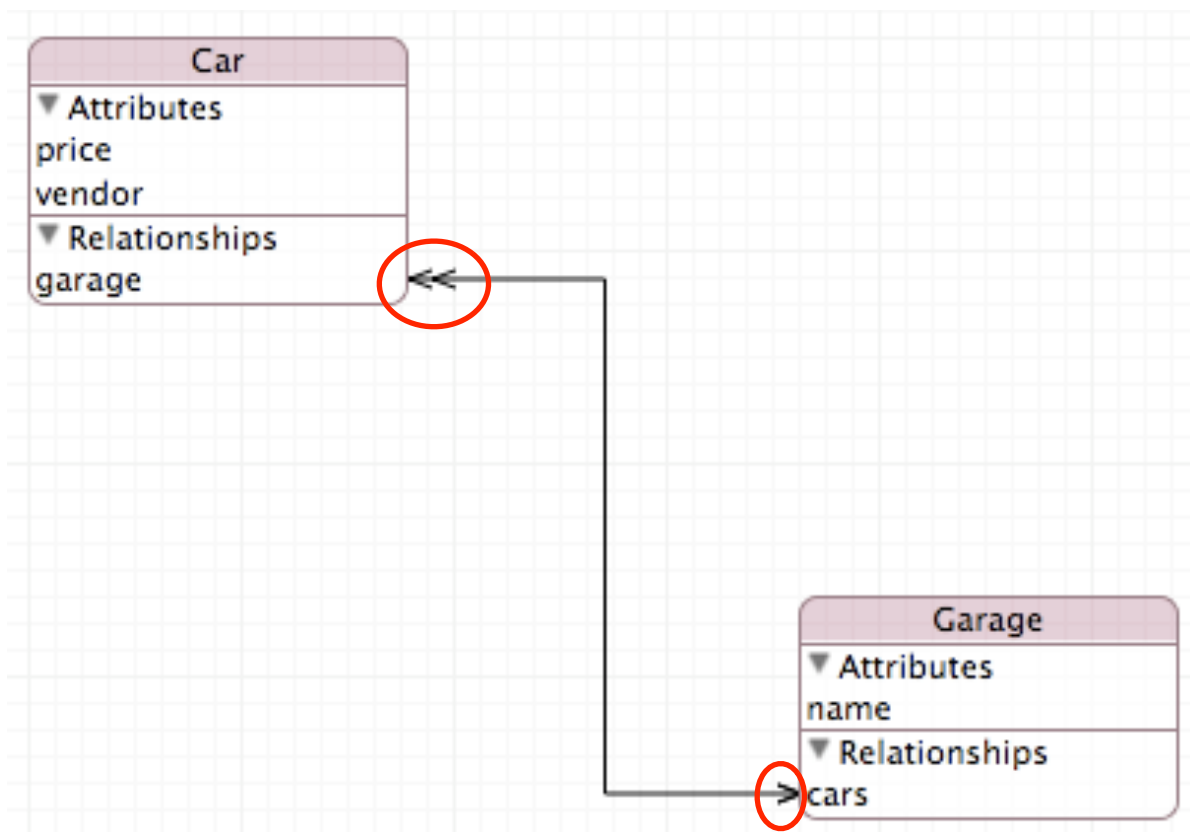 Car
Attributes
price
vendor
Relationships
garage
Garage
Attributes
name
Relationships
cars